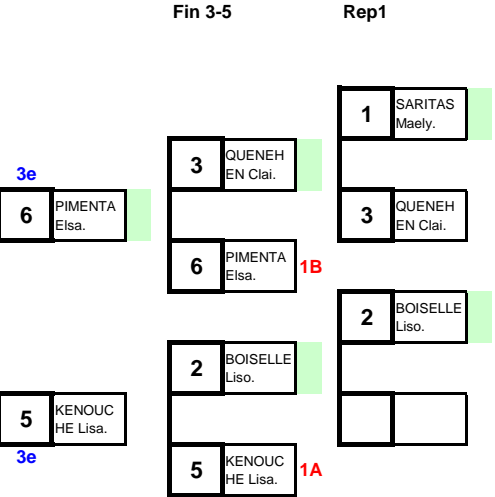 Fin 3-5
Rep1
1
SARITAS
Maely.
3
QUENEH
EN Clai.
3e
6
PIMENTA
Elsa.
3
QUENEH
EN Clai.
6
PIMENTA
Elsa.
1B
2
BOISELLE
Liso.
2
BOISELLE
Liso.
5
KENOUC
HE Lisa.
3e
5
KENOUC
HE Lisa.
1A